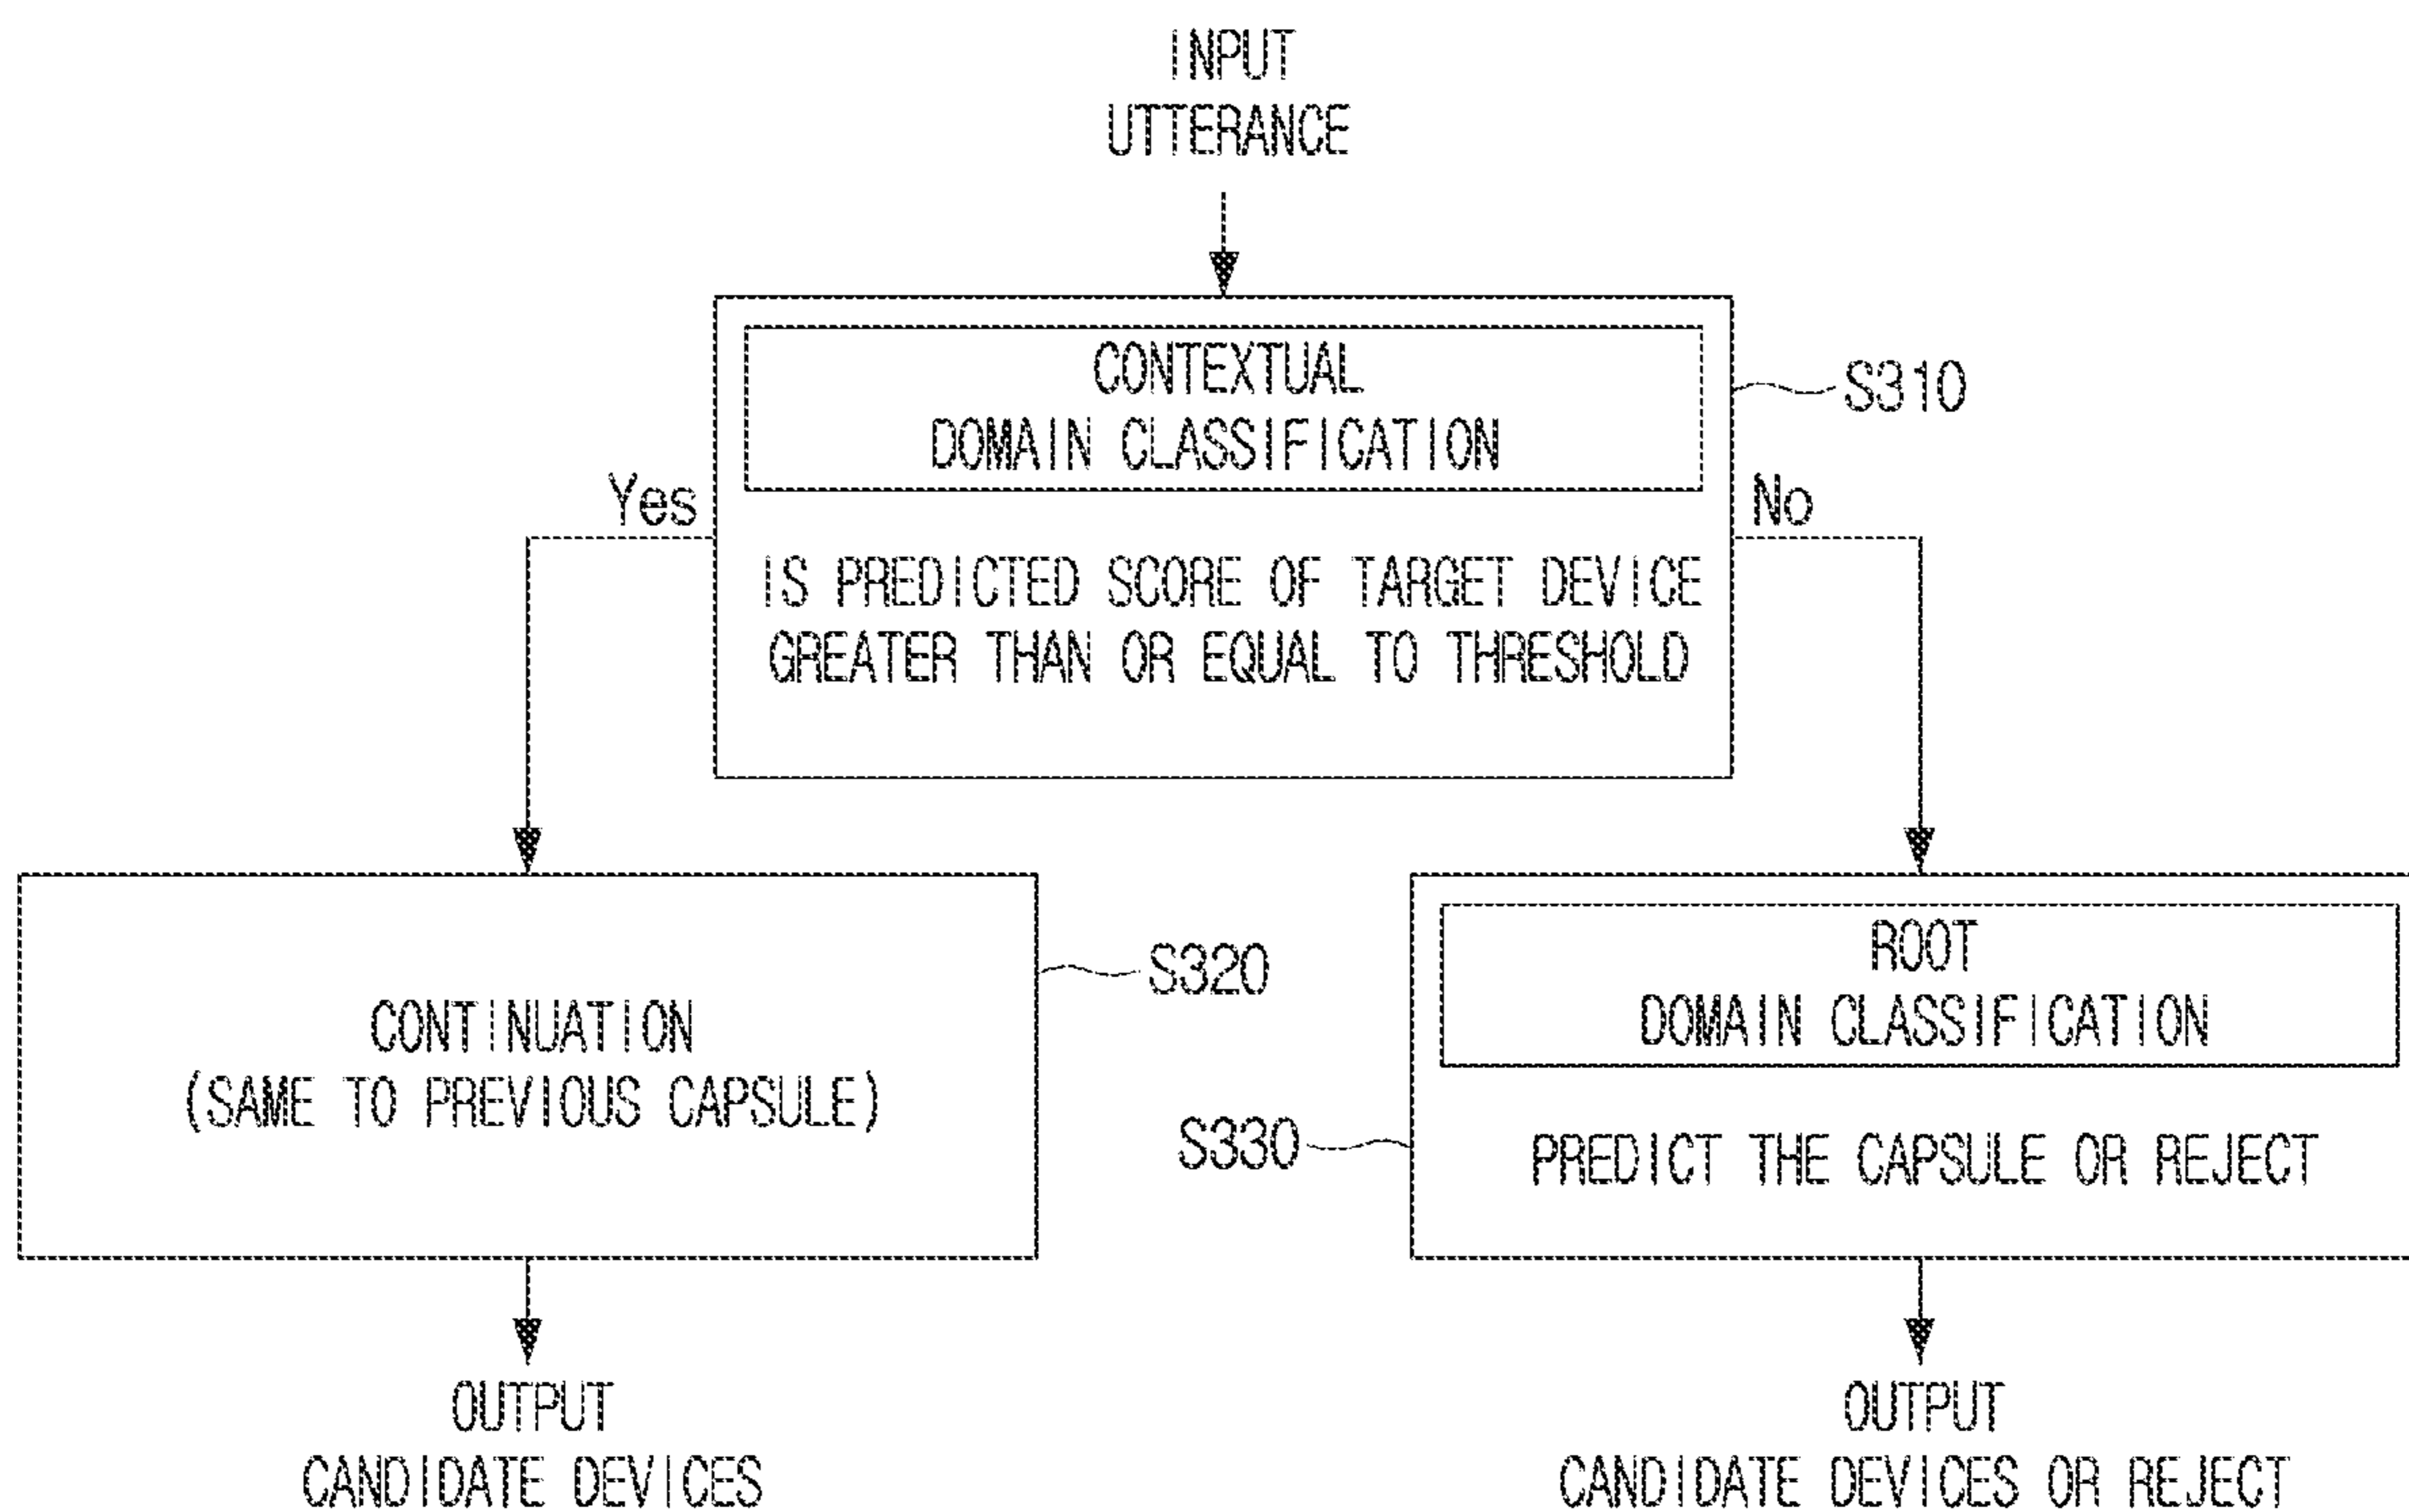 INPUT
UTTERANCE
CONTEXTUAL
DOMAIN CLASSIFICATION
S310
Yes
No
IS PREDICTED SCORE OF TARGET DEVICE
GREATER THAN OR EQUAL TO THRESHOLD
CONTINUATION
(SAME TO PREVIOUS CAPSULE)
S320
ROOT
DOMAIN CLASSIFICATION
S330
PREDICT THE CAPSULE OR REJECT
OUTPUT
CANDIDATE DEVICES
OUTPUT
CANDIDATE DEVICES OR REJECT